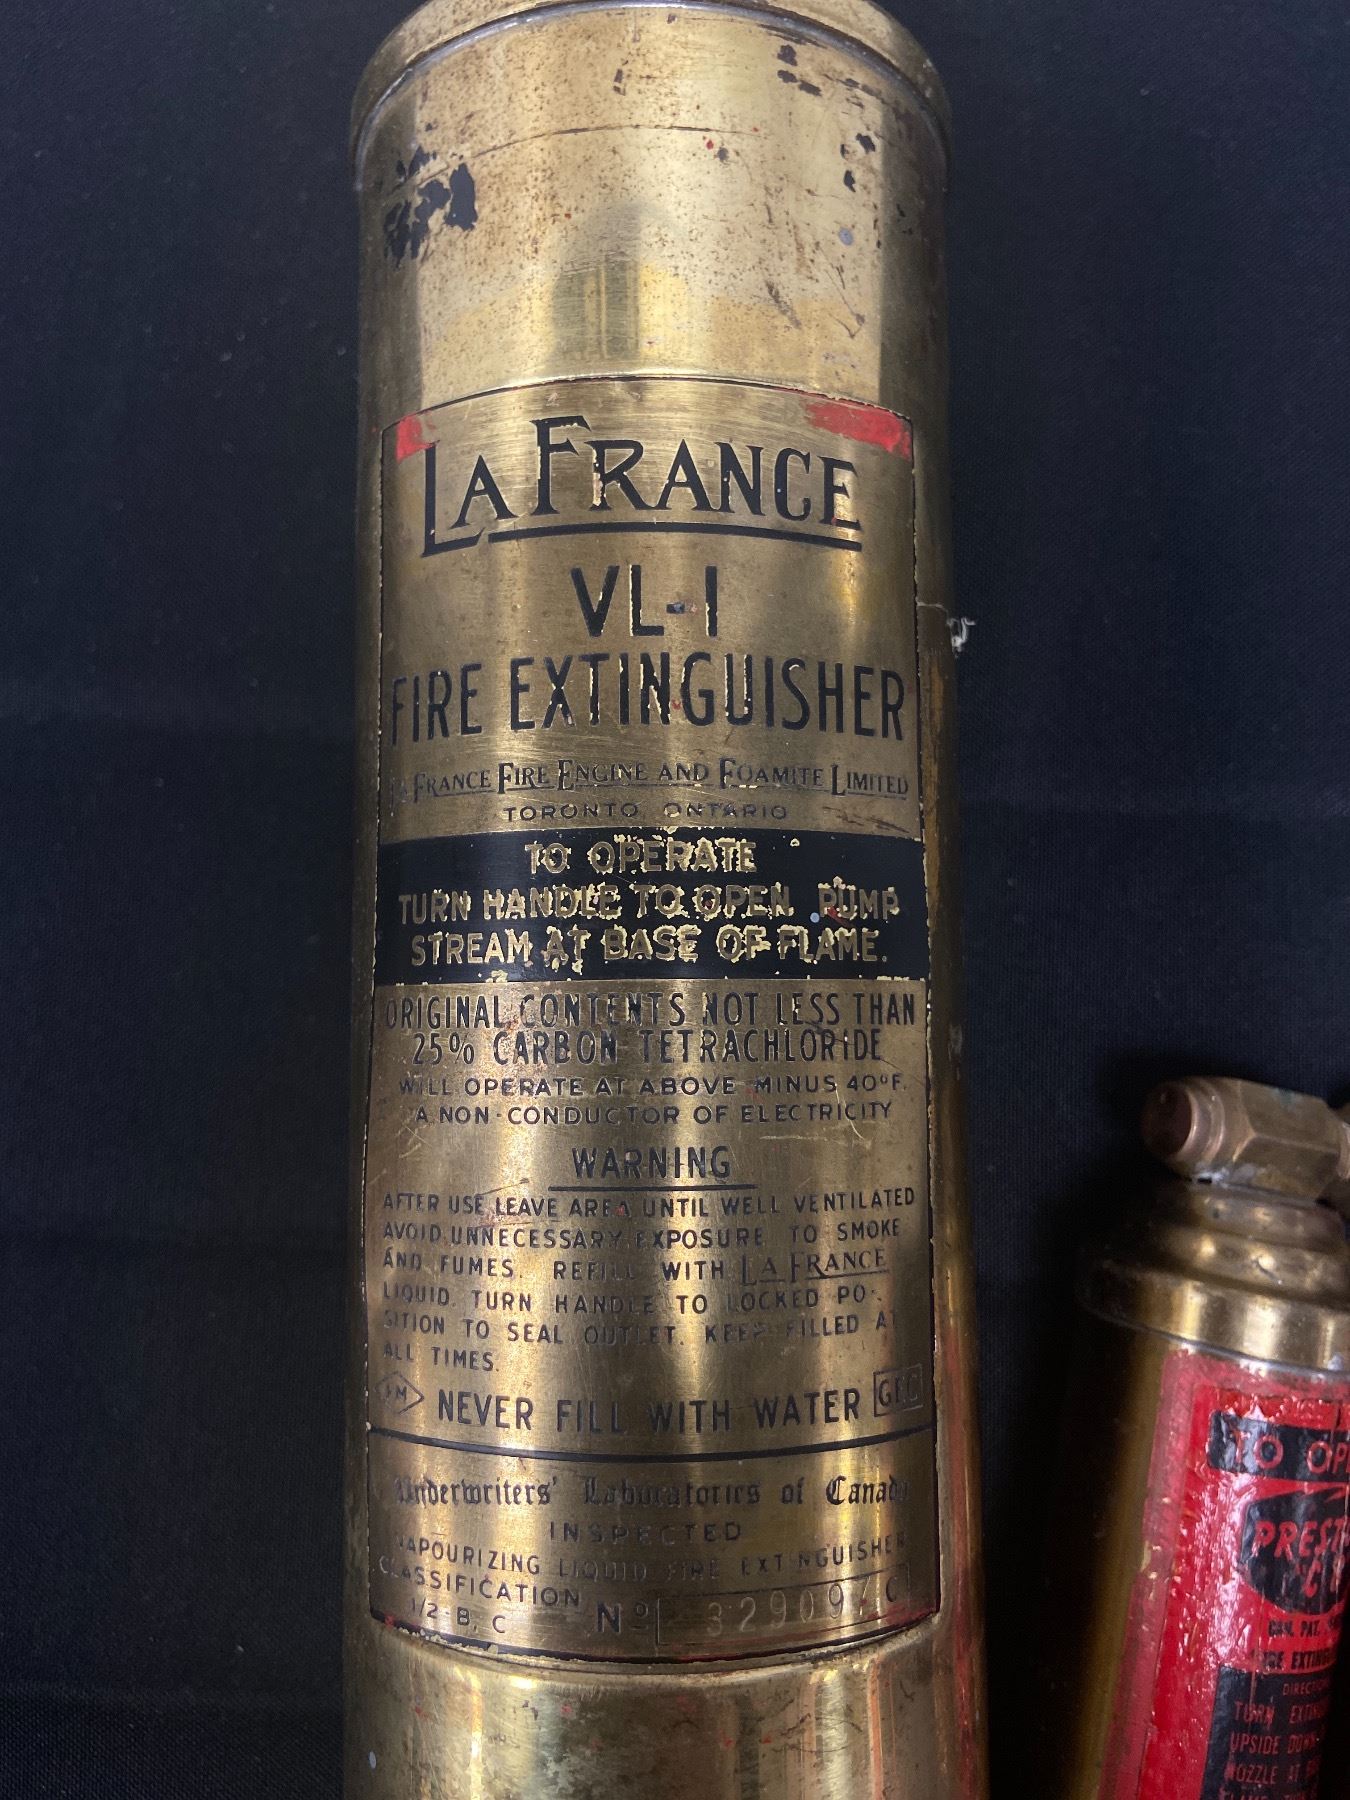 LA FRANCE
VL-1
FIRE EXTINGUISHER
LA FRANCE FIRE ENGINE AND FOAMITE LIMITED
TORONTO, ONTARIO
TO OPERATE
TURN HANDLE TO OPEN. PUMP
STREAM AT BASE OF FLAME.
ORIGINAL CONTENTS NOT LESS THAN
25% CARBON TETRACHLORIDE
WILL OPERATE AT ABOVE MINUS 40°F.
A NON-CONDUCTOR OF ELECTRICITY
WARNING
AFTER USE LEAVE AREA UNTIL WELL VENTILATED
AVOID UNNECESSARY EXPOSURE TO SMOKE
AND FUMES. REFILL WITH LA FRANCE
LIQUID. TURN HANDLE TO LOCKED PO-
SITION TO SEAL OUTLET. KEEP FILLED AT
ALL TIMES.
NEVER FILL WITH WATER
Underwriters' Laboratories of Canada
INSPECTED
VAPOURIZING LIQUID FIRE EXTINGUISHER
CLASSIFICATION
1/2-B, C
Nº 329097 C
TO
CAN. PAT.
TURN
UPSIDE
NOZZLE AT